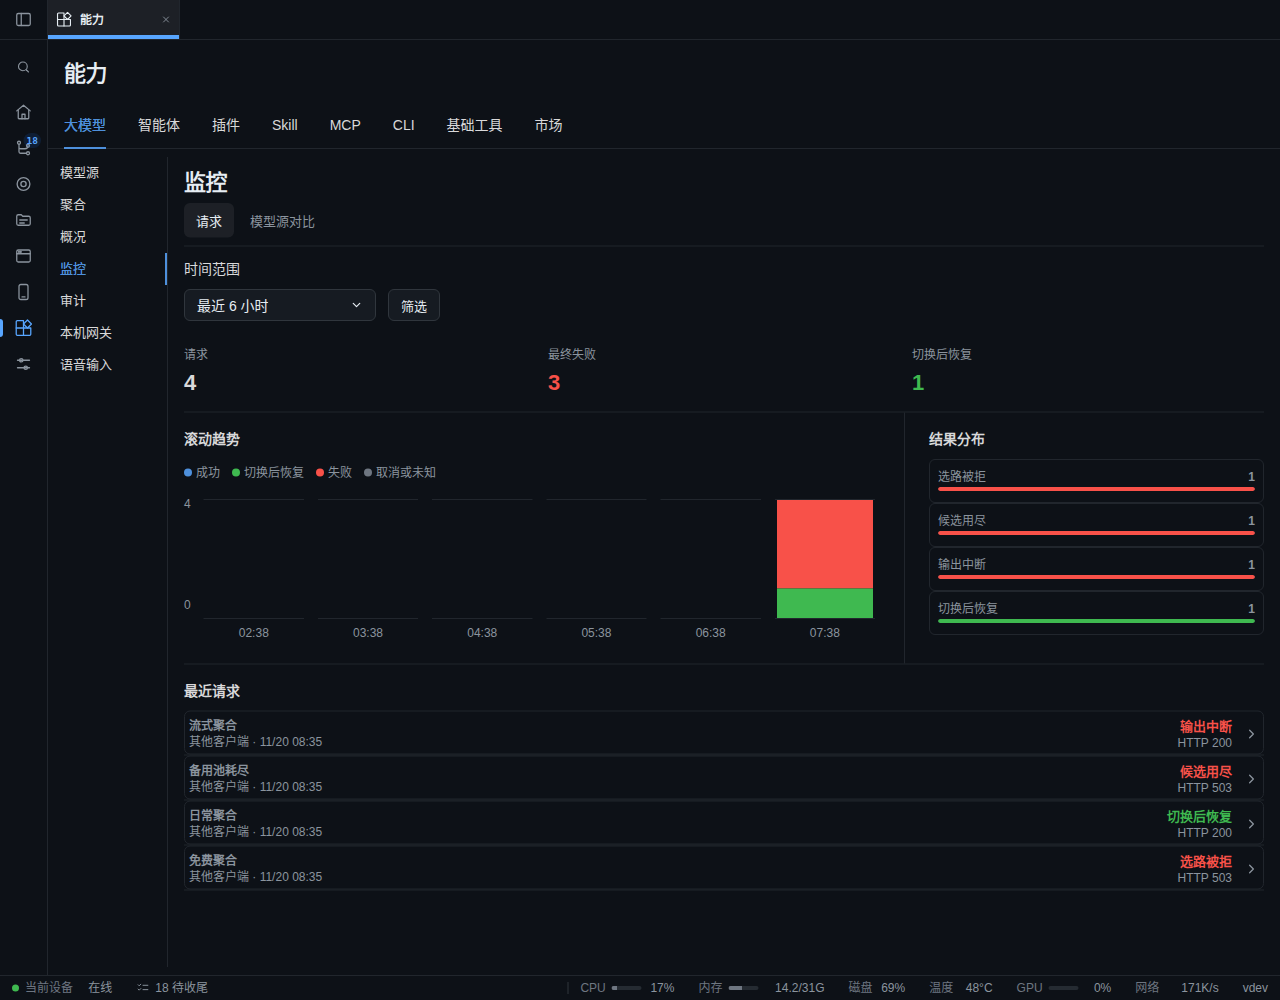 能力 ×
能力
大模型 智能体 插件 Skill MCP CLI 基础工具 市场
18
模型源
聚合
概况
监控
审计
本机网关
语音输入
监控
请求 模型源对比
时间范围
最近 6 小时 筛选
请求 最终失败 切换后恢复
4 3 1
滚动趋势
成功 切换后恢复 失败 取消或未知
4
0
02:38 03:38 04:38 05:38 06:38 07:38
结果分布
选路被拒 1
候选用尽 1
输出中断 1
切换后恢复 1
最近请求
流式聚合 输出中断
其他客户端 · 11/20 08:35 HTTP 200
备用池耗尽 候选用尽
其他客户端 · 11/20 08:35 HTTP 503
日常聚合 切换后恢复
其他客户端 · 11/20 08:35 HTTP 200
免费聚合 选路被拒
其他客户端 · 11/20 08:35 HTTP 503
当前设备 在线 18 待收尾 CPU 17% 内存 14.2/31G 磁盘 69% 温度 48°C GPU 0% 网络 171K/s vdev